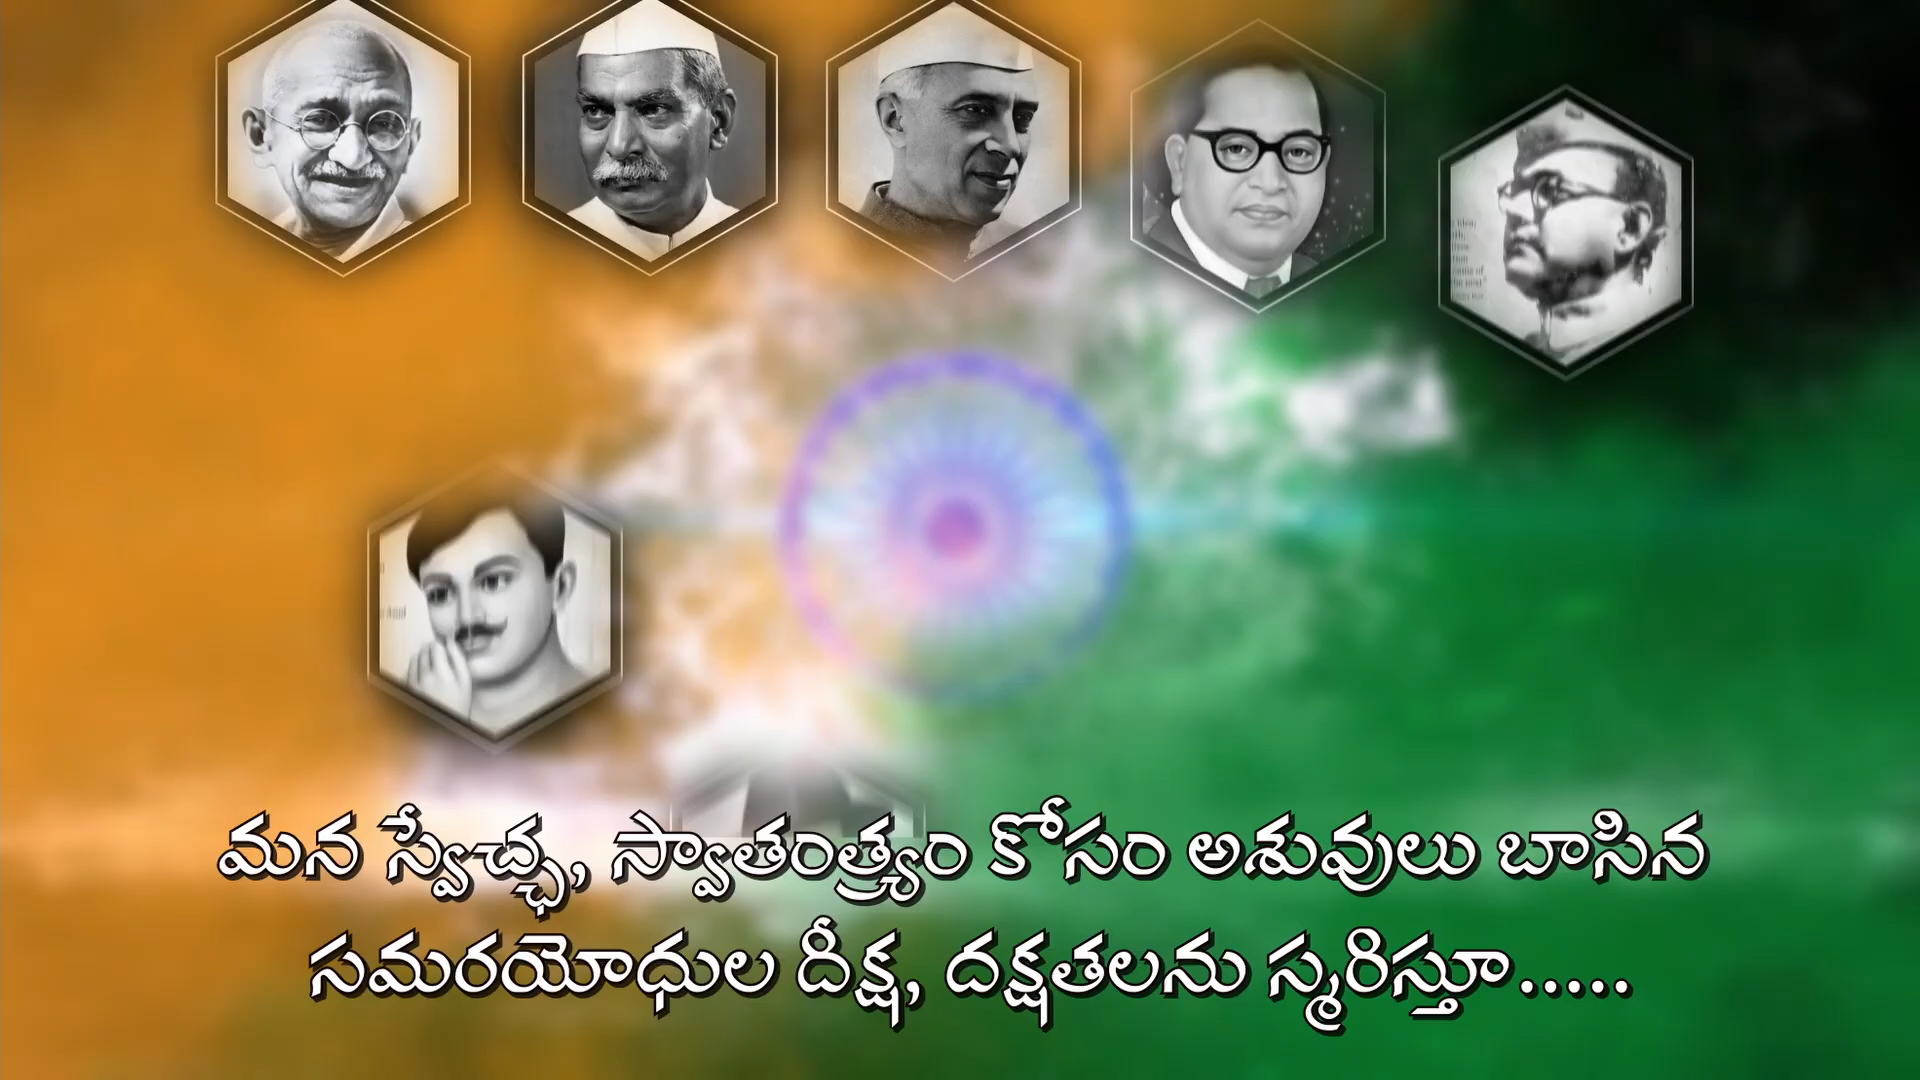 మన స్వేచ్ఛ, స్వాతంత్ర్యం కోసం అశువులు బాసిన
సమరయోధుల దీక్ష, దక్షతలను స్మరిస్తూ.....